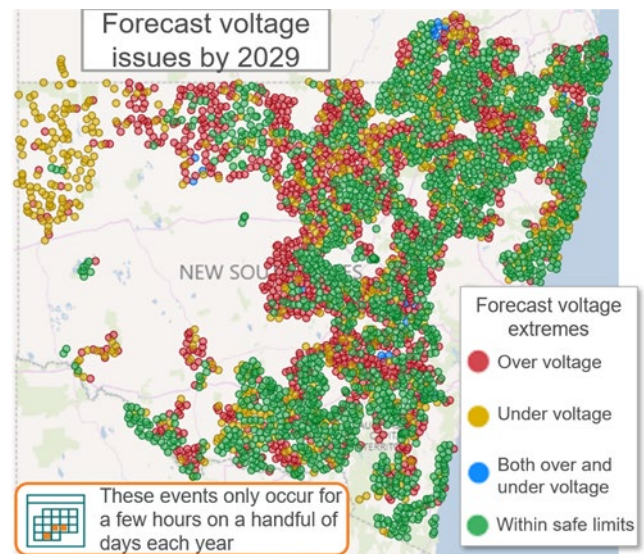 Forecast voltage
issues by 2029
NEW SOUTH WALES
Forecast voltage
extremes
Over voltage
Under voltage
Both over and
under voltage
Within safe limits
These events only occur for
a few hours on a handful of
days each year